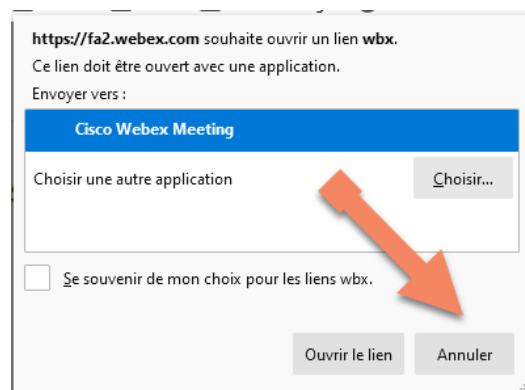 https://fa2.webex.com souhaite ouvrir un lien wbx.
Ce lien doit être ouvert avec une application.
Envoyer vers :
Cisco Webex Meeting
Choisir une autre application
Choisir...
Se souvenir de mon choix pour les liens wbx.
Ouvrir le lien
Annuler